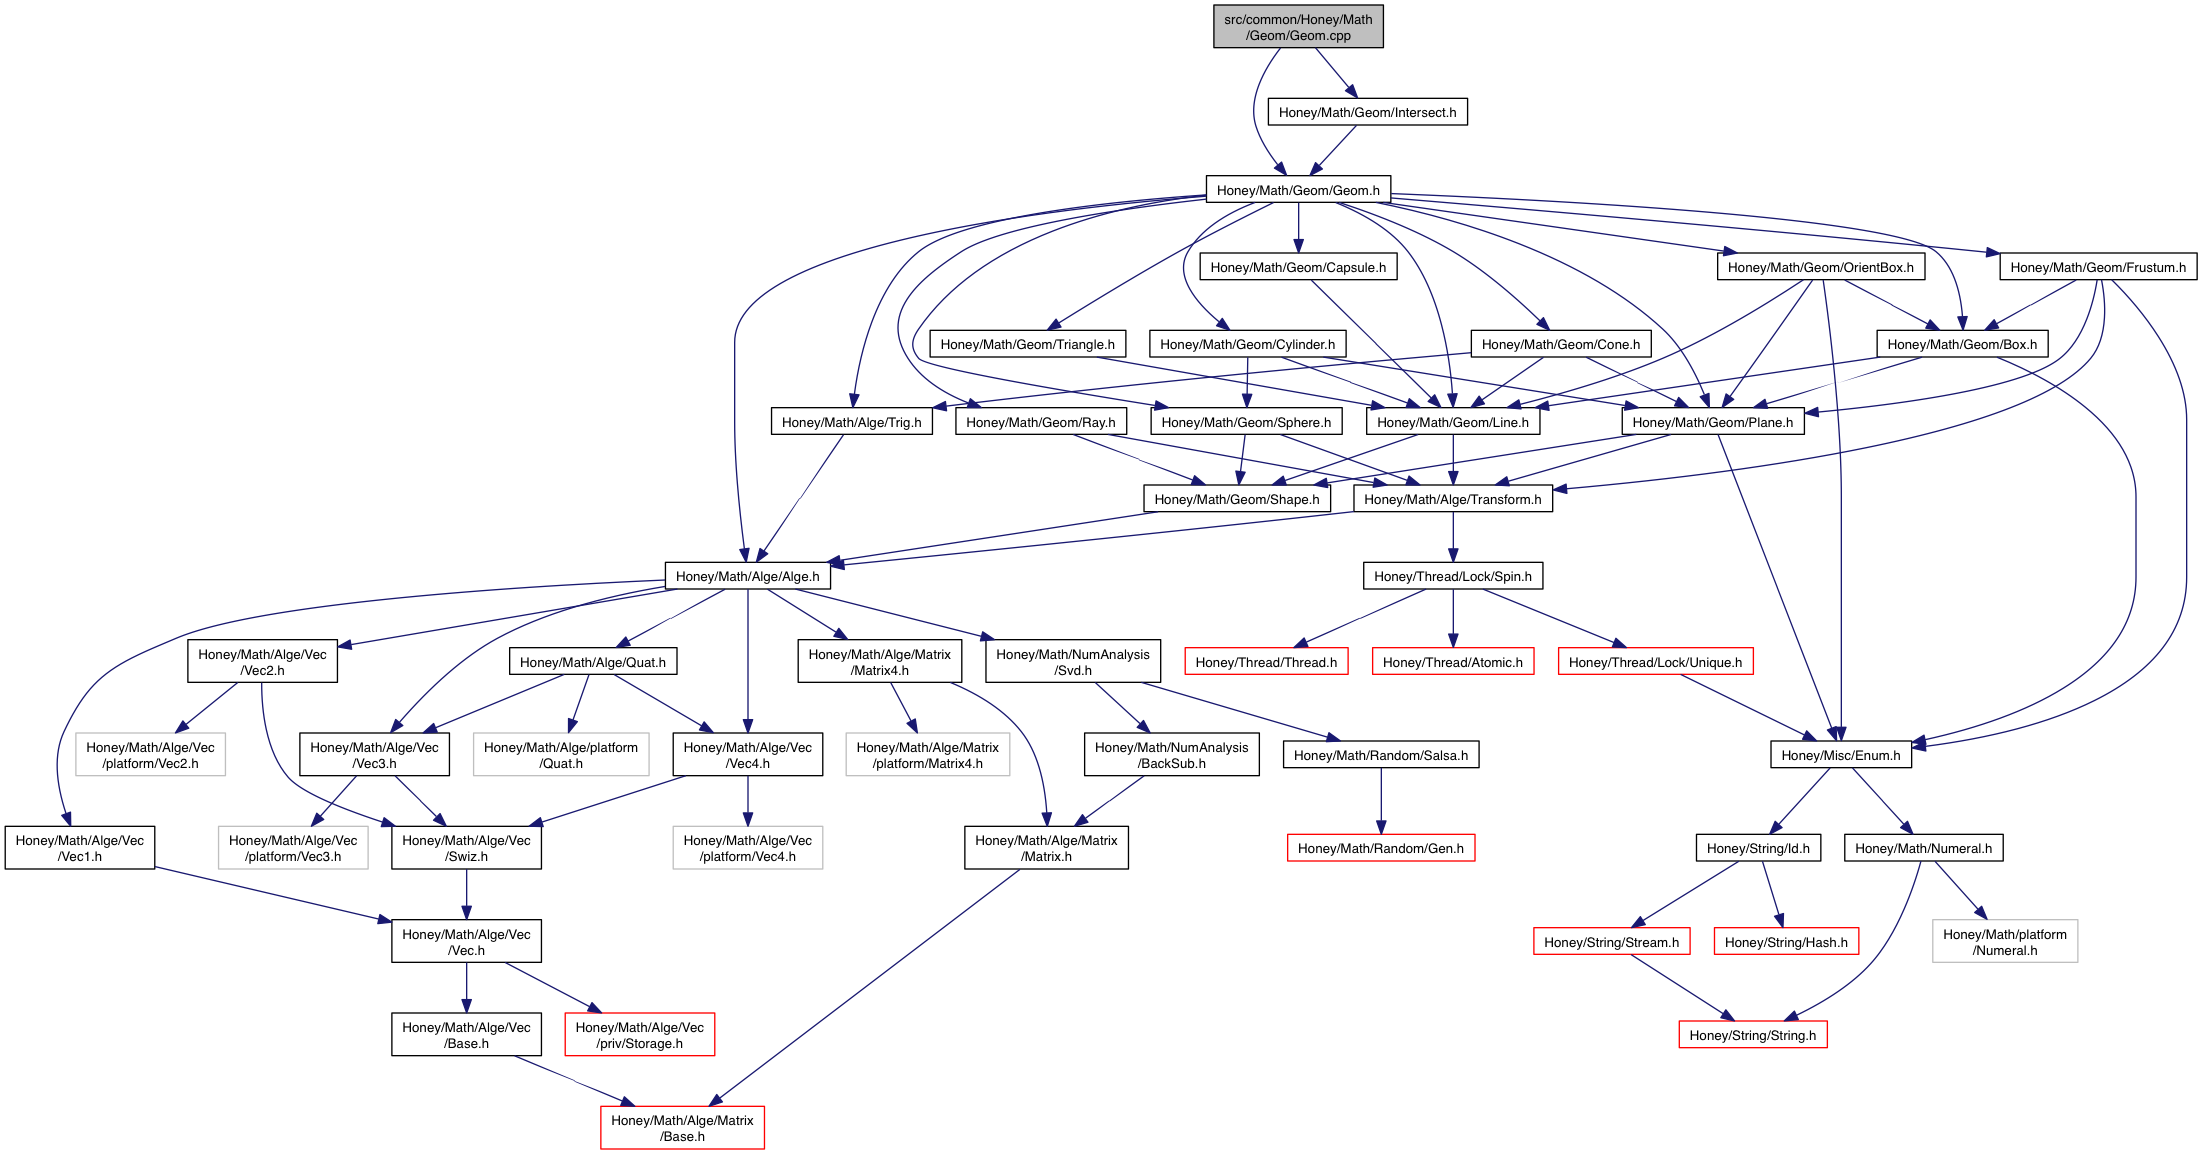 src/common/Honey/Math
/Geom/Geom.cpp
Honey/Math/Geom/Intersect.h
Honey/Math/Geom/Geom.h
Honey/Math/Geom/Capsule.h
Honey/Math/Geom/OrientBox.h
Honey/Math/Geom/Frustum.h
Honey/Math/Geom/Triangle.h
Honey/Math/Geom/Cylinder.h
Honey/Math/Geom/Cone.h
Honey/Math/Geom/Box.h
Honey/Math/Alge/Trig.h
Honey/Math/Geom/Ray.h
Honey/Math/Geom/Sphere.h
Honey/Math/Geom/Line.h
Honey/Math/Geom/Plane.h
Honey/Math/Geom/Shape.h
Honey/Math/Alge/Transform.h
Honey/Math/Alge/Alge.h
Honey/Thread/Lock/Spin.h
Honey/Math/Alge/Vec
/Vec2.h
Honey/Math/Alge/Quat.h
Honey/Math/Alge/Matrix
/Matrix4.h
Honey/Math/NumAnalysis
/Svd.h
Honey/Thread/Thread.h
Honey/Thread/Atomic.h
Honey/Thread/Lock/Unique.h
Honey/Math/Alge/Vec
/platform/Vec2.h
Honey/Math/Alge/Vec
/Vec3.h
Honey/Math/Alge/platform
/Quat.h
Honey/Math/Alge/Vec
/Vec4.h
Honey/Math/Alge/Matrix
/platform/Matrix4.h
Honey/Math/NumAnalysis
/BackSub.h
Honey/Math/Random/Salsa.h
Honey/Misc/Enum.h
Honey/Math/Alge/Vec
/Vec1.h
Honey/Math/Alge/Vec
/platform/Vec3.h
Honey/Math/Alge/Vec
/Swiz.h
Honey/Math/Alge/Vec
/platform/Vec4.h
Honey/Math/Alge/Matrix
/Matrix.h
Honey/Math/Random/Gen.h
Honey/String/Id.h
Honey/Math/Numeral.h
Honey/Math/Alge/Vec
/Vec.h
Honey/String/Stream.h
Honey/String/Hash.h
Honey/Math/platform
/Numeral.h
Honey/Math/Alge/Vec
/Base.h
Honey/Math/Alge/Vec
/priv/Storage.h
Honey/String/String.h
Honey/Math/Alge/Matrix
/Base.h